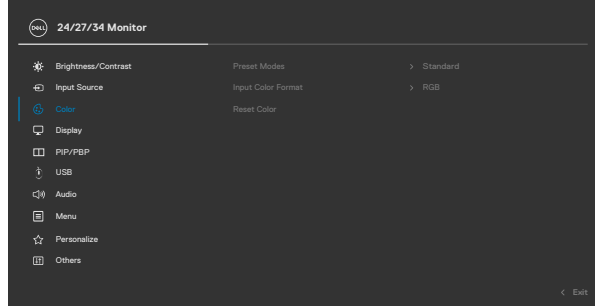 DELL 24/27/34 Monitor
Brightness/Contrast Preset Modes > Standard
Input Source Input Color Format > RGB
Color Reset Color
Display
PIP/PBP
USB
Audio
Menu
Personalize
Others
< Exit